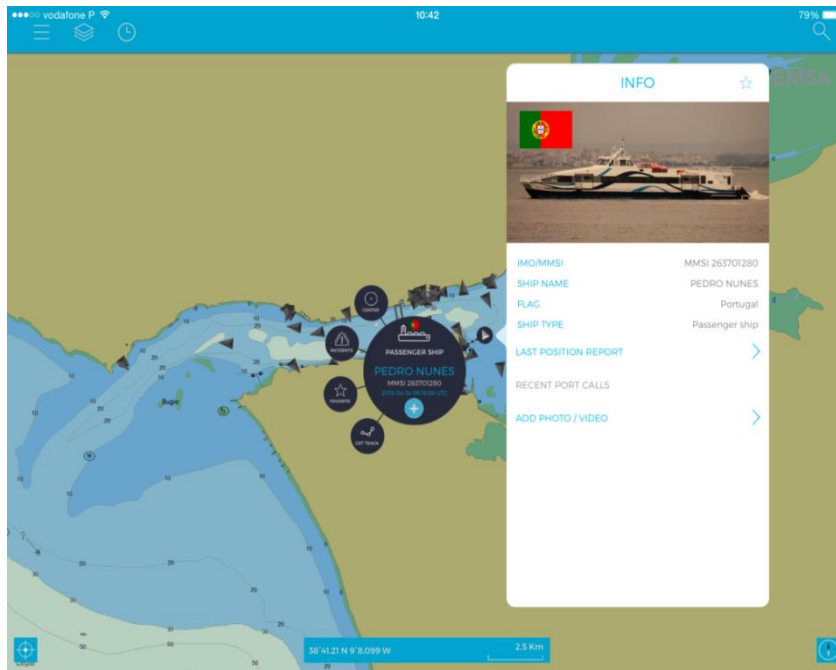 vodafone P
10:42
79%
EMSA
INFO
IMO/MMSI MMSI 263701280
SHIP NAME PEDRO NUNES
FLAG Portugal
SHIP TYPE Passenger ship
LAST POSITION REPORT
RECENT PORT CALLS
ADD PHOTO / VIDEO
CENTER
INCIDENTS
FAVORITE
GET TRACK
PASSENGER SHIP
PEDRO NUNES
MMSI 263701280
Bugio
38°41.21 N 9°8.099 W
2.5 Km